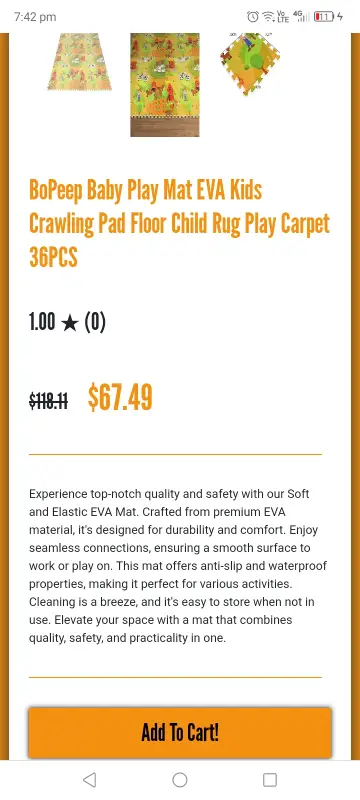 7:42 pm
Vo LTE 4G 11
BoPeep Baby Play Mat EVA Kids
Crawling Pad Floor Child Rug Play Carpet
36PCS
1.00 ★ (0)
$118.11 $67.49
Experience top-notch quality and safety with our Soft
and Elastic EVA Mat. Crafted from premium EVA
material, it's designed for durability and comfort. Enjoy
seamless connections, ensuring a smooth surface to
work or play on. This mat offers anti-slip and waterproof
properties, making it perfect for various activities.
Cleaning is a breeze, and it's easy to store when not in
use. Elevate your space with a mat that combines
quality, safety, and practicality in one.
Add To Cart!